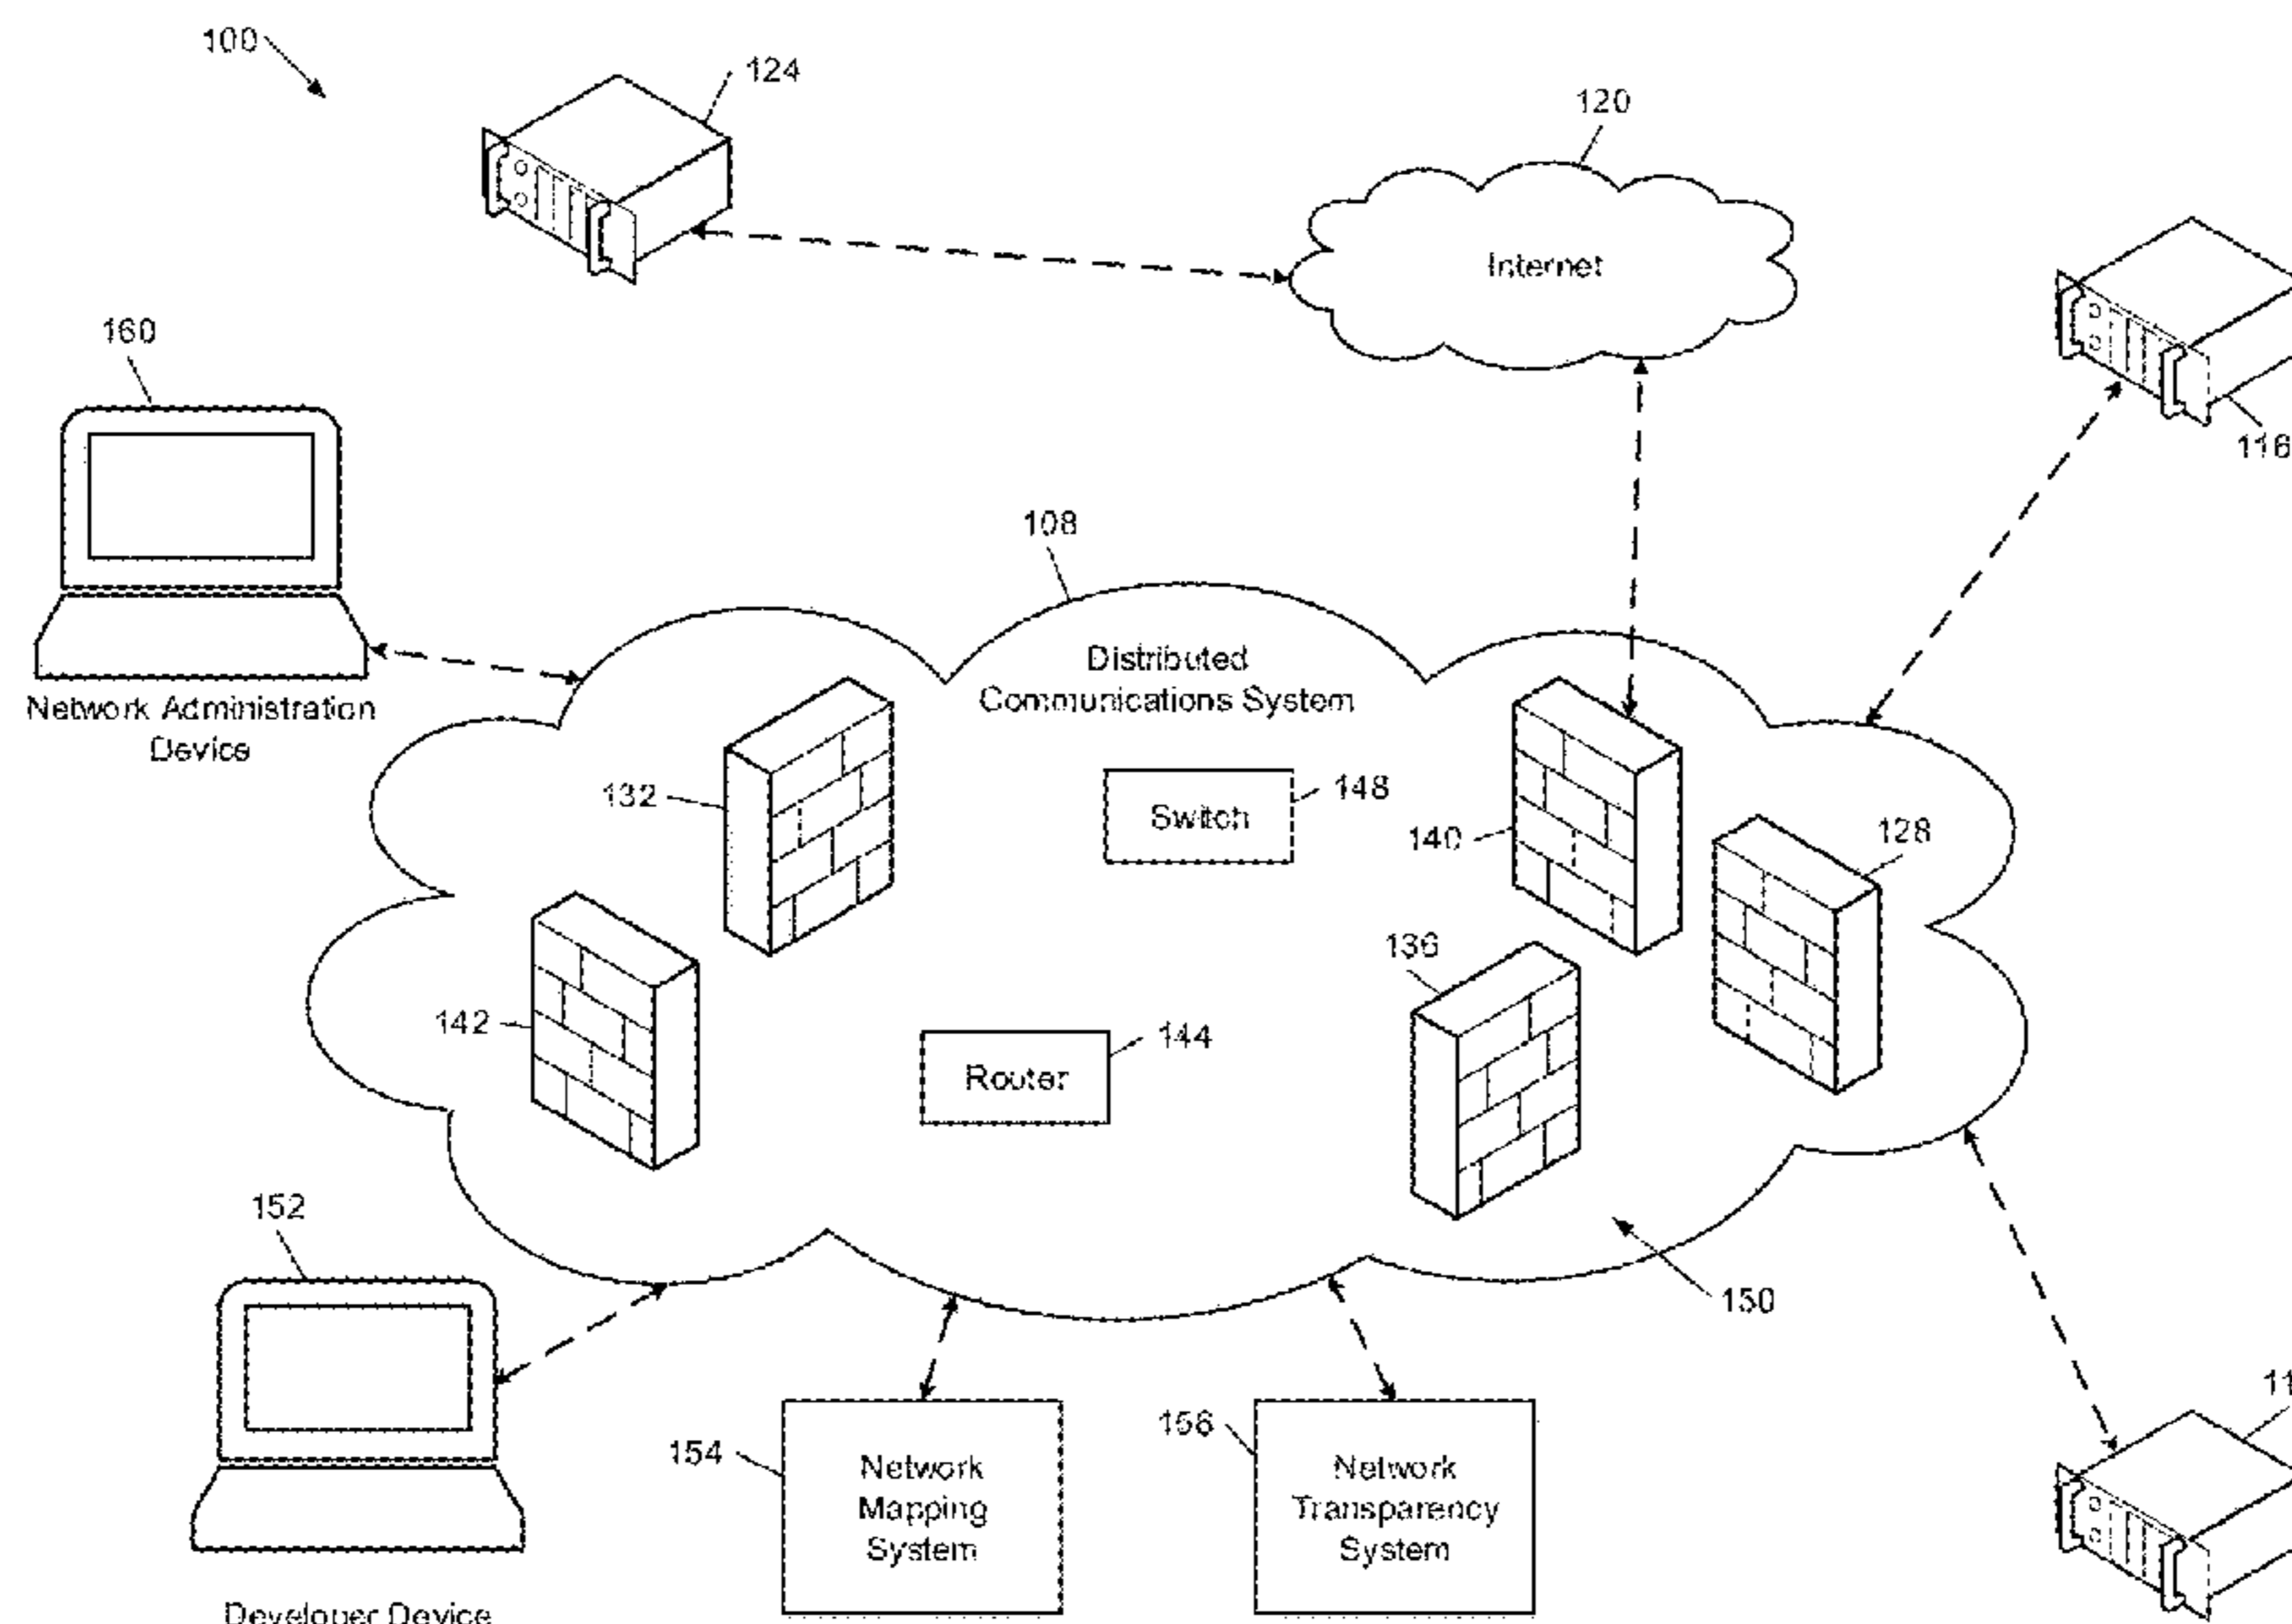 100
124
120
Internet
116
160
108
Network Administration
Device
Distributed
Communications System
132
Switch
148
140
128
142
136
Router
144
152
150
154
Network
Mapping
System
156
Network
Transparency
System
Developer Device